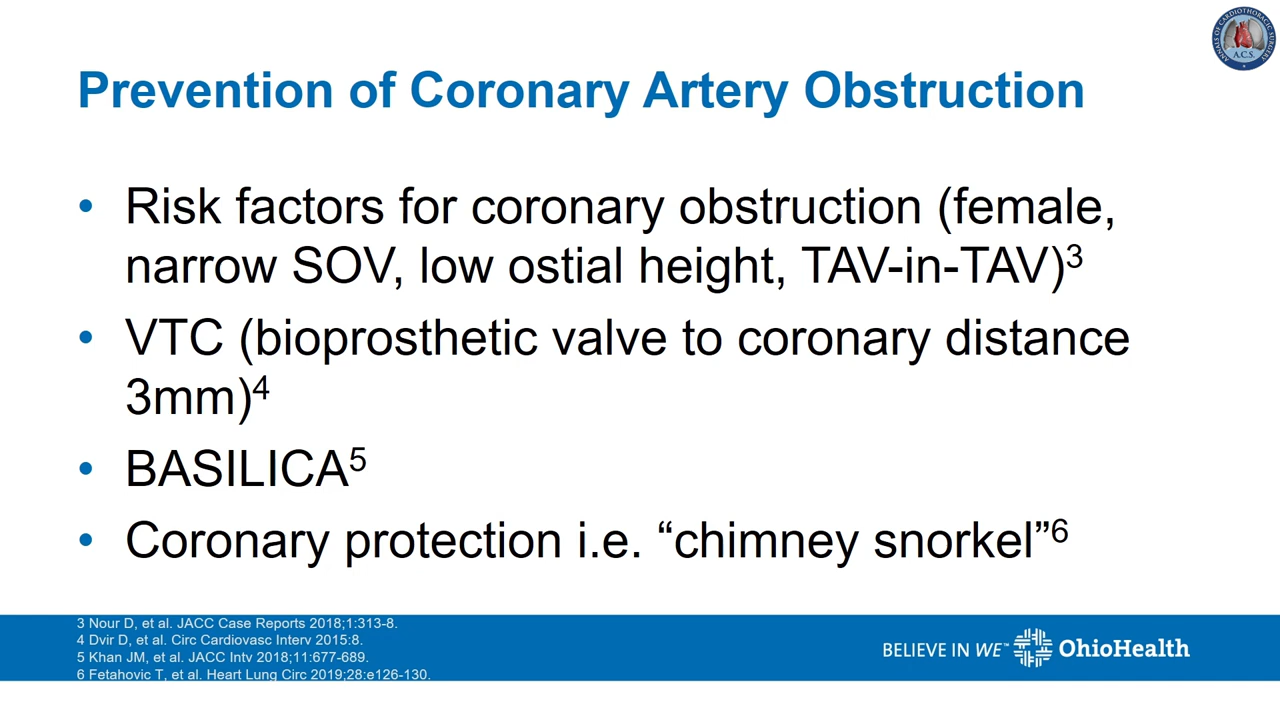 ANNALS OF CARDIOTHORACIC SURGERY
A.C.S.
Prevention of Coronary Artery Obstruction
• Risk factors for coronary obstruction (female,
narrow SOV, low ostial height, TAV-in-TAV)3
• VTC (bioprosthetic valve to coronary distance
3mm)4
• BASILICA5
• Coronary protection i.e. “chimney snorkel”6
3 Nour D, et al. JACC Case Reports 2018;1:313-8.
4 Dvir D, et al. Circ Cardiovasc Interv 2015:8.
5 Khan JM, et al. JACC Intv 2018;11:677-689.
6 Fetahovic T, et al. Heart Lung Circ 2019;28:e126-130.
BELIEVE IN WE™ OhioHealth